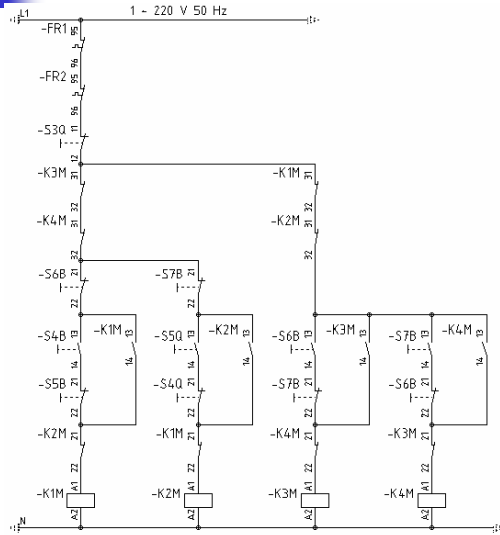 L1 1 ~ 220 V 50 Hz
-FR1 95 96
-FR2 95 96
-S3Q 11 12
-K3M 31 32 -K1M 31 32
-K4M 31 32 -K2M 31 32
-S6B 21 22 -S7B 21 22
-S4B 13 14 -K1M 13 14 -S5Q 13 14 -K2M 13 14 -S6B 13 14 -K3M 13 14 -S7B 13 14 -K4M 13 14
-S5B 21 22 -S4Q 21 22 -S7B 21 22 -S6B 21 22
-K2M 21 22 -K1M 21 22 -K4M 21 22 -K3M 21 22
-K1M A1 A2 -K2M A1 A2 -K3M A1 A2 -K4M A1 A2
N